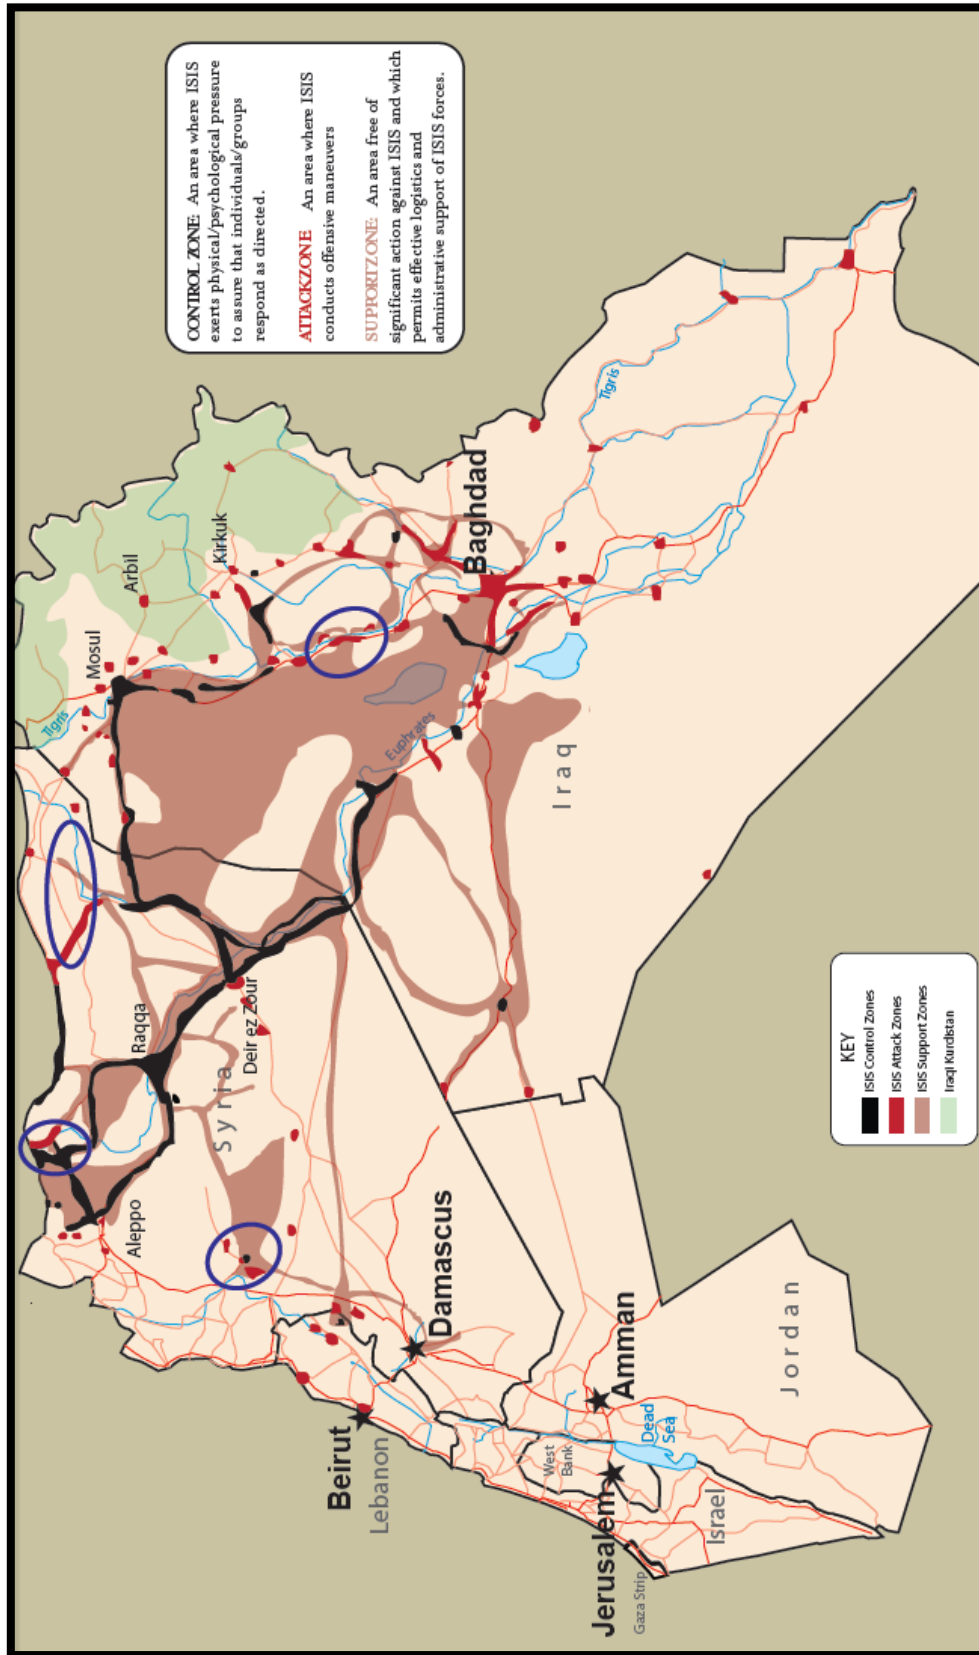 CONTROL ZONE: An area where ISIS
exerts physical/psychological pressure
to assure that individuals/groups
respond as directed.
ATTACKZONE An area where ISIS
conducts offensive maneuvers
SUPPORTZONE: An area free of
significant action against ISIS and which
permits effective logistics and
administrative support of ISIS forces.
Tigris
Mosul
Arbil
Kirkuk
Baghdad
Tigris
Euphrates
Iraq
Raqqa
Deir ez Zour
Syria
Aleppo
Damascus
Beirut
Lebanon
Amman
Jordan
West
Bank
Dead
Sea
Jerusalem
Israel
Gaza Strip
KEY
ISIS Control Zones
ISIS Attack Zones
ISIS Support Zones
Iraqi Kurdistan